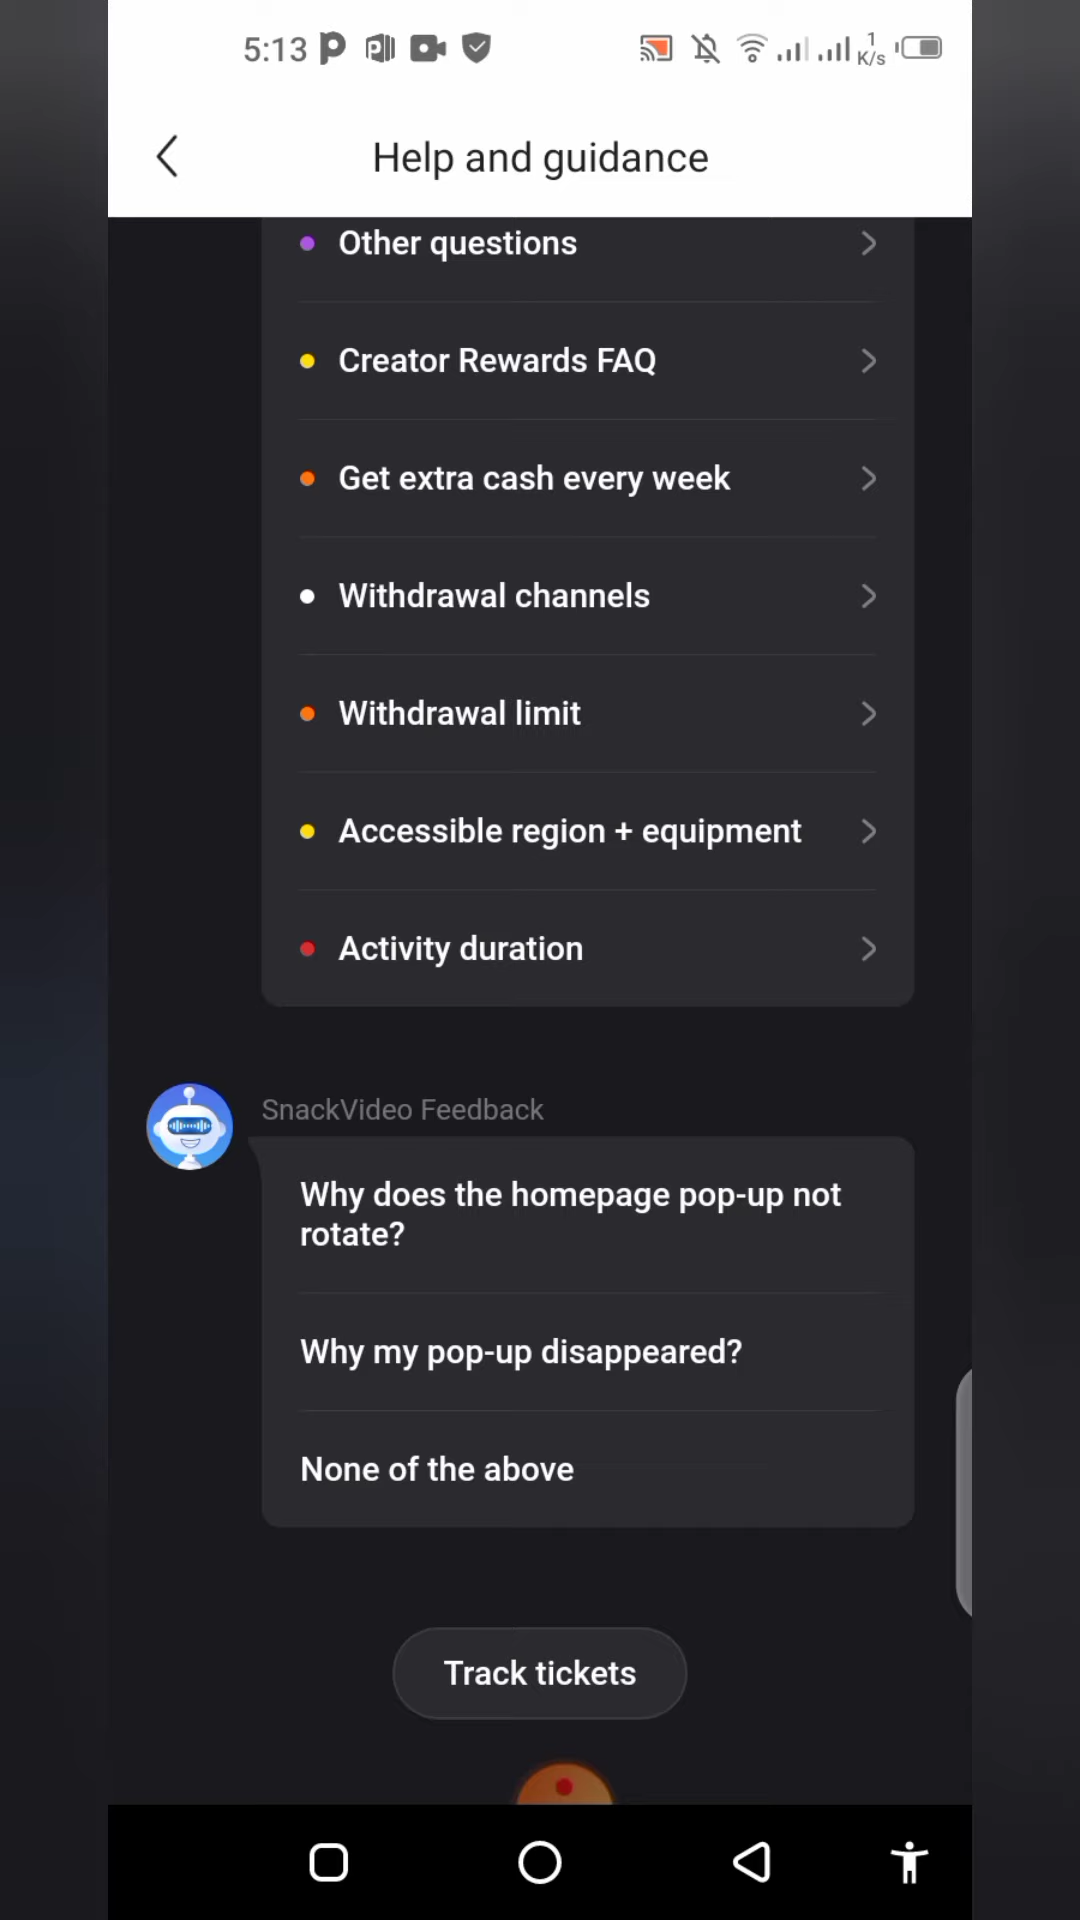 5:13
1
K/s
Help and guidance
Other questions
Creator Rewards FAQ
Get extra cash every week
Withdrawal channels
Withdrawal limit
Accessible region + equipment
Activity duration
SnackVideo Feedback
Why does the homepage pop-up not
rotate?
Why my pop-up disappeared?
None of the above
Track tickets